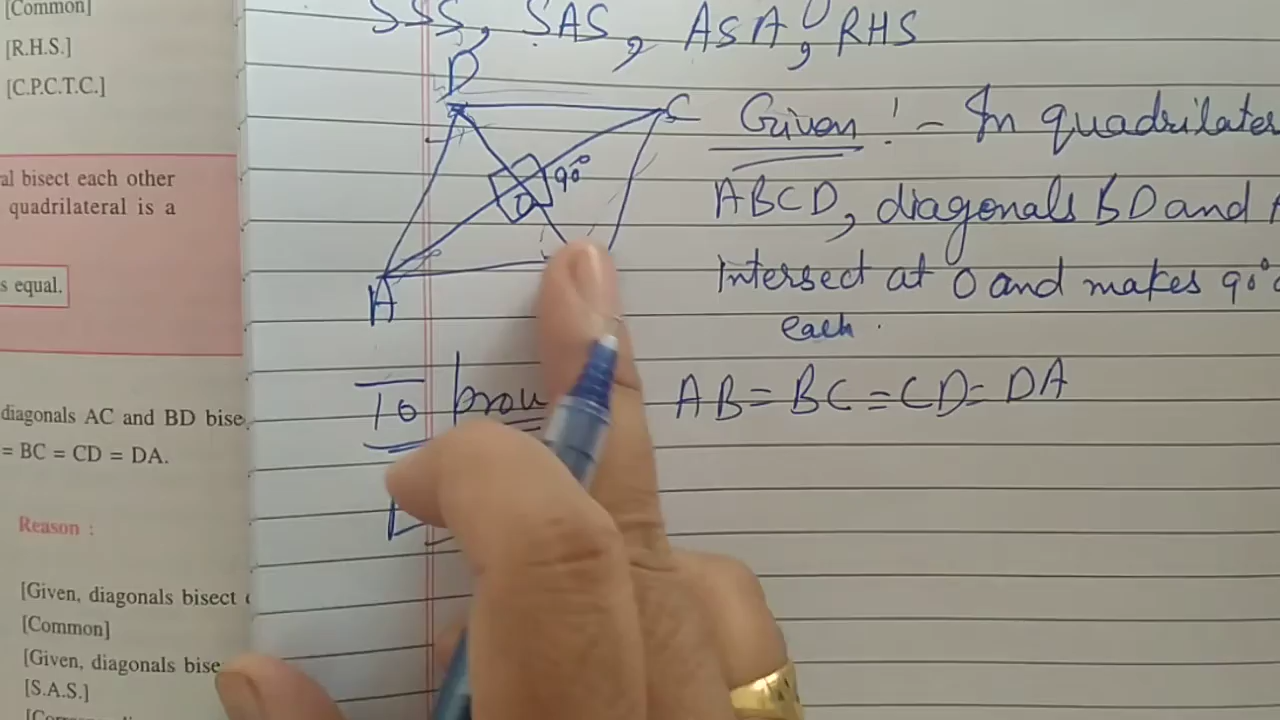 [Common]
[R.H.S.]
[C.P.C.T.C.]
al bisect each other
quadrilateral is a
s equal.
diagonals AC and BD bise
= BC = CD = DA.
Reason :
[Given, diagonals bisect
[Common]
[Given, diagonals bise
[S.A.S.]
SSS, SAS, ASA, RHS
D
C
90°
O
A
Given :- In quadrilater
ABCD, diagonals BD and
Intersect at O and makes 90°
each.
To prov
AB = BC = CD = DA